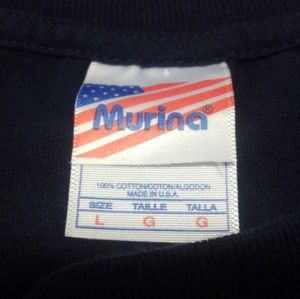 Murina®
100% COTTON/COTON/ALGODON
MADE IN U.S.A.
SIZE TAILLE TALLA
L G G